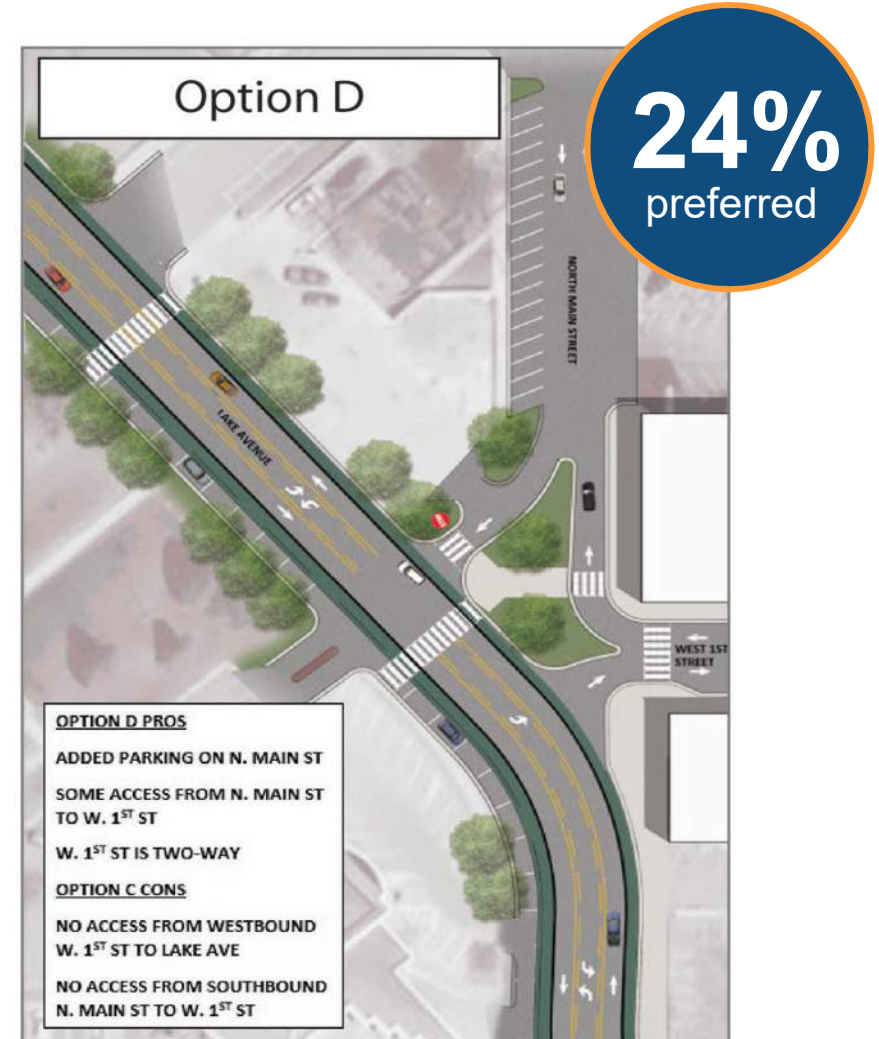 Option D
24%
preferred
NORTH MAIN STREET
LAKE AVENUE
WEST 1ST
STREET
OPTION D PROS
ADDED PARKING ON N. MAIN ST
SOME ACCESS FROM N. MAIN ST
TO W. 1ST ST
W. 1ST ST IS TWO-WAY
OPTION C CONS
NO ACCESS FROM WESTBOUND
W. 1ST ST TO LAKE AVE
NO ACCESS FROM SOUTHBOUND
N. MAIN ST TO W. 1ST ST